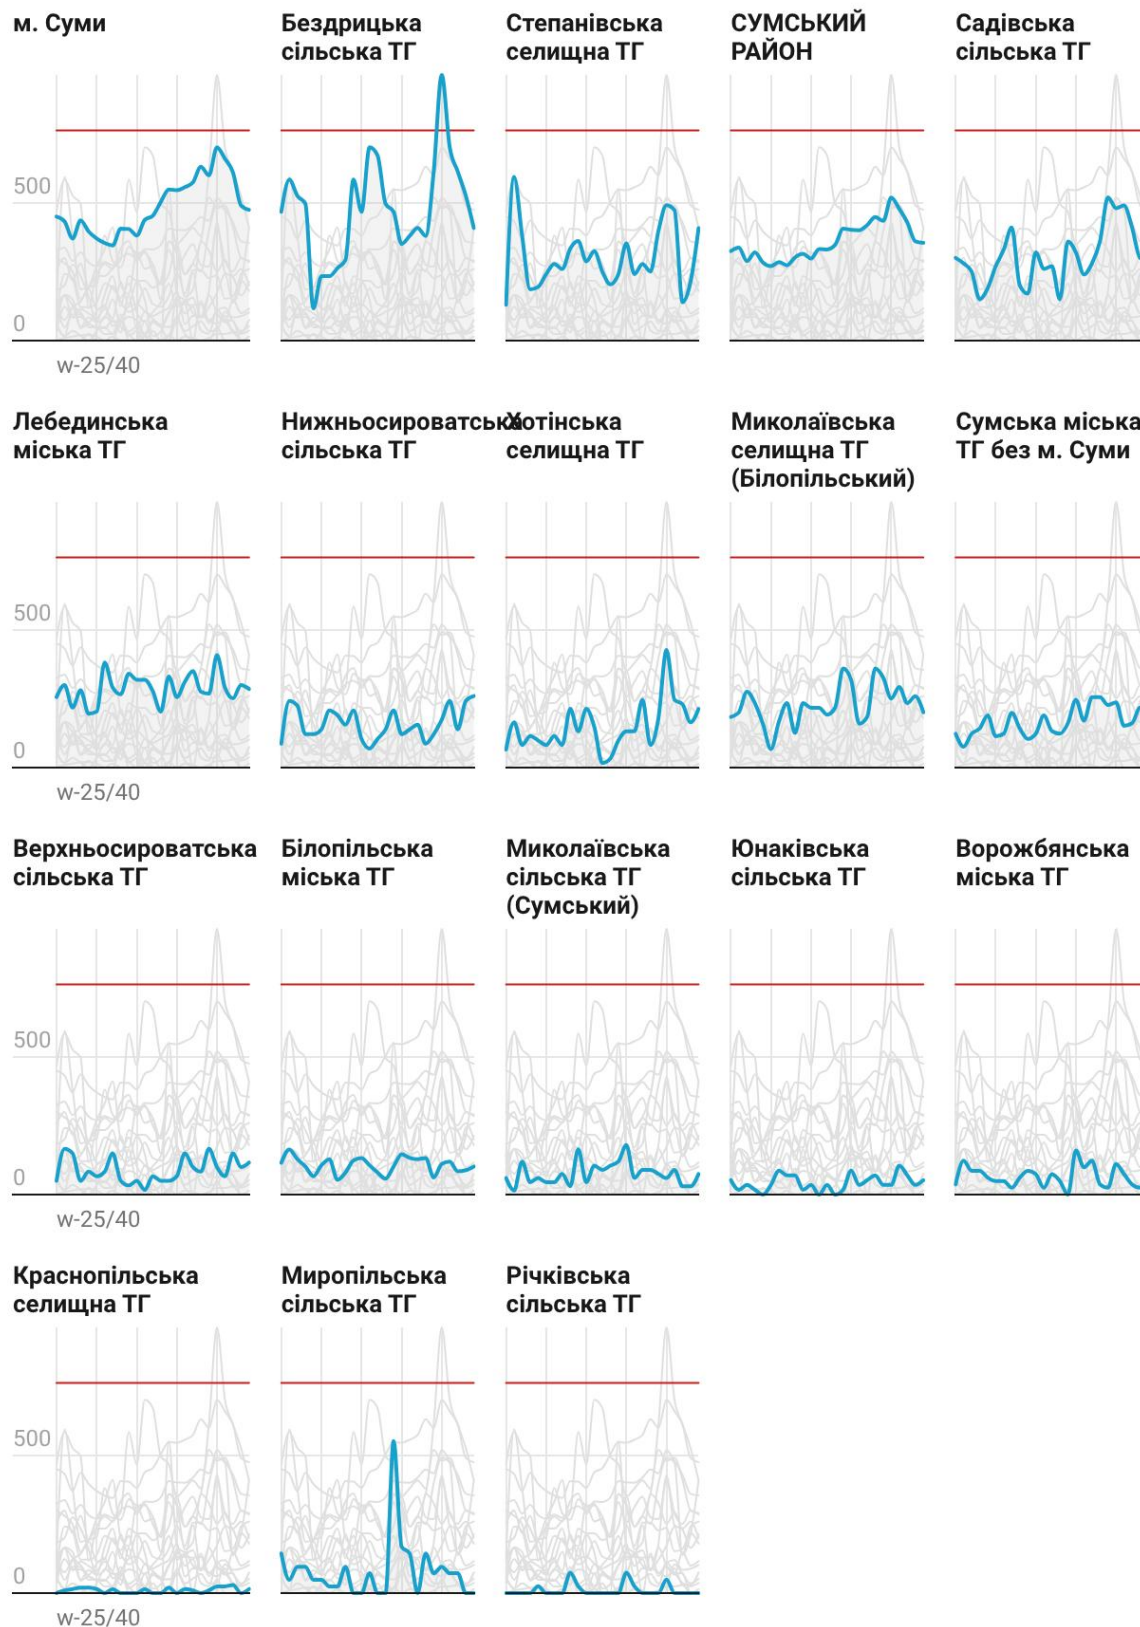 м. Суми
Бездрицька
сільська ТГ
Степанівська
селищна ТГ
СУМСЬКИЙ
РАЙОН
Садівська
сільська ТГ
500
0
w-25/40
Лебединська
міська ТГ
Нижньосироватська
сільська ТГ
Хотінська
селищна ТГ
Миколаївська
селищна ТГ
(Білопільський)
Сумська міська
ТГ без м. Суми
500
0
w-25/40
Верхньосироватська
сільська ТГ
Білопільська
міська ТГ
Миколаївська
сільська ТГ
(Сумський)
Юнаківська
сільська ТГ
Ворожбянська
міська ТГ
500
0
w-25/40
Краснопільська
селищна ТГ
Миропільська
сільська ТГ
Річківська
сільська ТГ
500
0
w-25/40